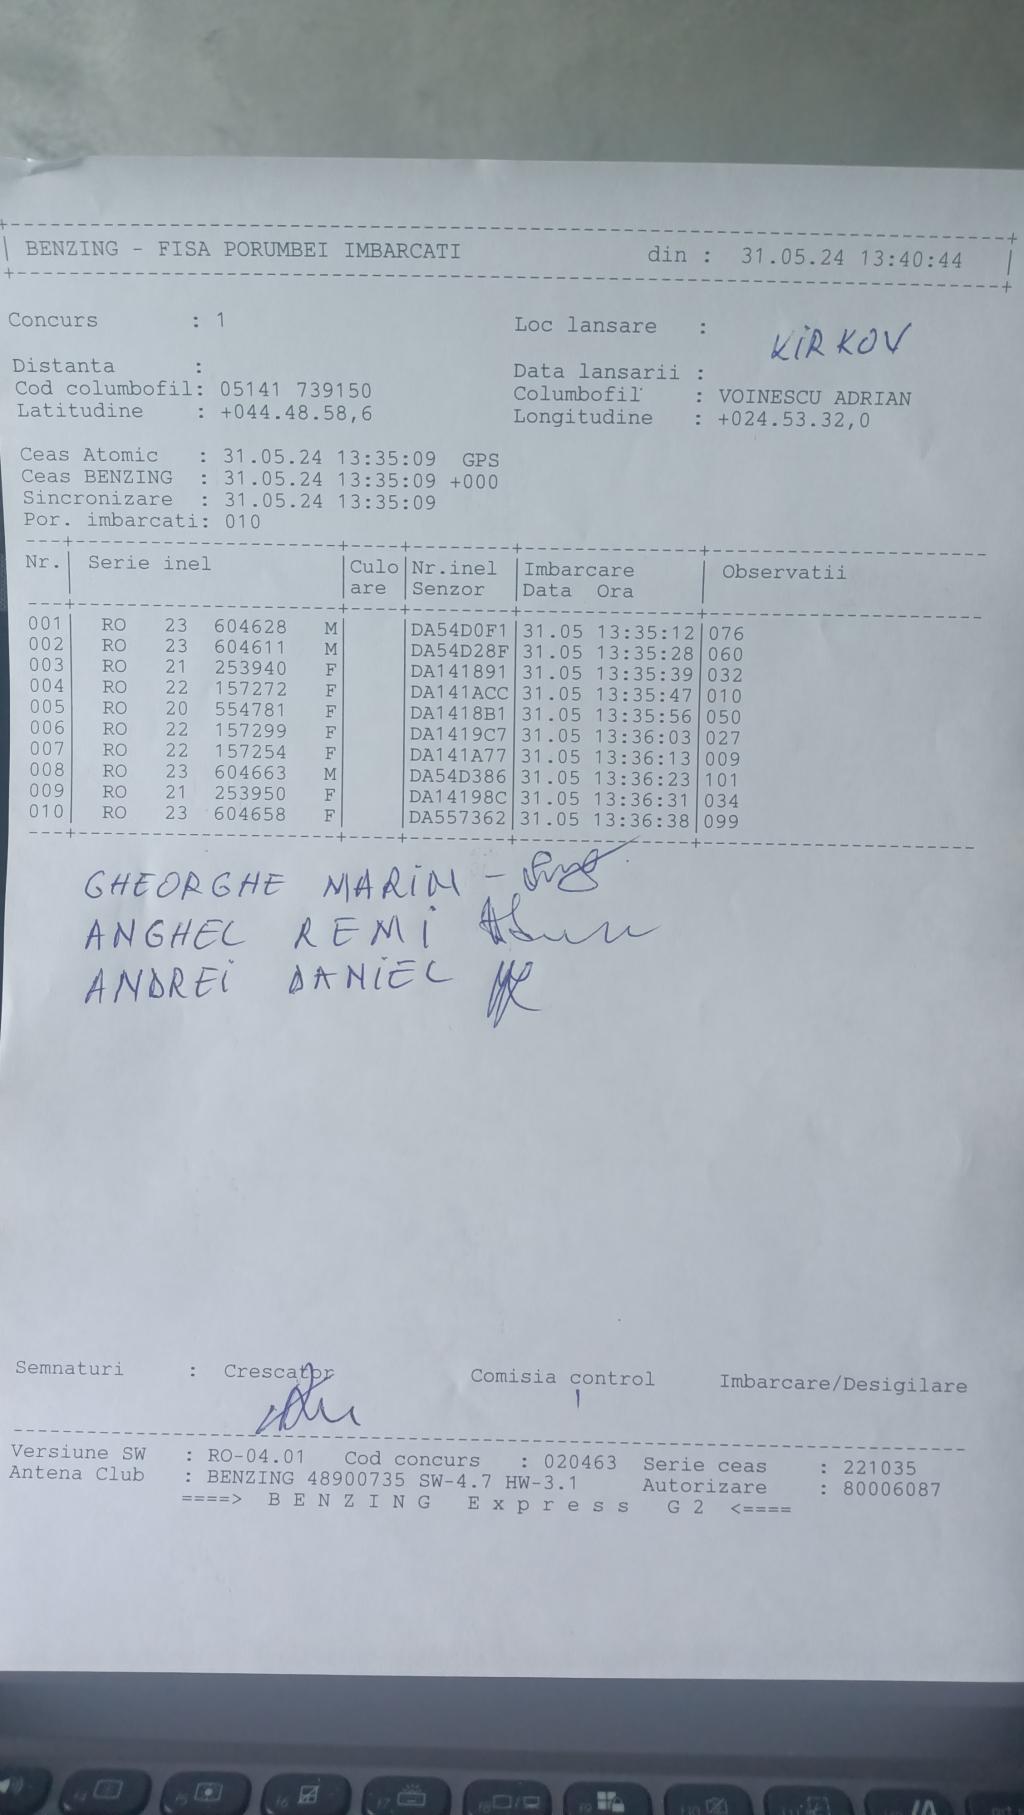 BENZING - FISA PORUMBEI IMBARCATI din : 31.05.24 13:40:44
Concurs : 1 Loc lansare : KIRKOV
Distanta : Data lansarii :
Cod columbofil: 05141 739150 Columbofil : VOINESCU ADRIAN
Latitudine : +044.48.58,6 Longitudine : +024.53.32,0
Ceas Atomic : 31.05.24 13:35:09 GPS
Ceas BENZING : 31.05.24 13:35:09 +000
Sincronizare : 31.05.24 13:35:09
Por. imbarcati: 010
Nr. Serie inel Culo Nr.inel Imbarcare Observatii
are Senzor Data Ora
001 RO 23 604628 M DA54D0F1 31.05 13:35:12 076
002 RO 23 604611 M DA54D28F 31.05 13:35:28 060
003 RO 21 253940 F DA141891 31.05 13:35:39 032
004 RO 22 157272 F DA141ACC 31.05 13:35:47 010
005 RO 20 554781 F DA1418B1 31.05 13:35:56 050
006 RO 22 157299 F DA1419C7 31.05 13:36:03 027
007 RO 22 157254 F DA141A77 31.05 13:36:13 009
008 RO 23 604663 M DA54D386 31.05 13:36:23 101
009 RO 21 253950 F DA14198C 31.05 13:36:31 034
010 RO 23 604658 F DA557362 31.05 13:36:38 099
GHEORGHE MARIN -
ANGHEL REMI
ANDREI DANIEL
Semnaturi : Crescator Comisia control Imbarcare/Desigilare
Versiune SW : RO-04.01 Cod concurs : 020463 Serie ceas : 221035
Antena Club : BENZING 48900735 SW-4.7 HW-3.1 Autorizare : 80006087
====> B E N Z I N G E x p r e s s G 2 <====